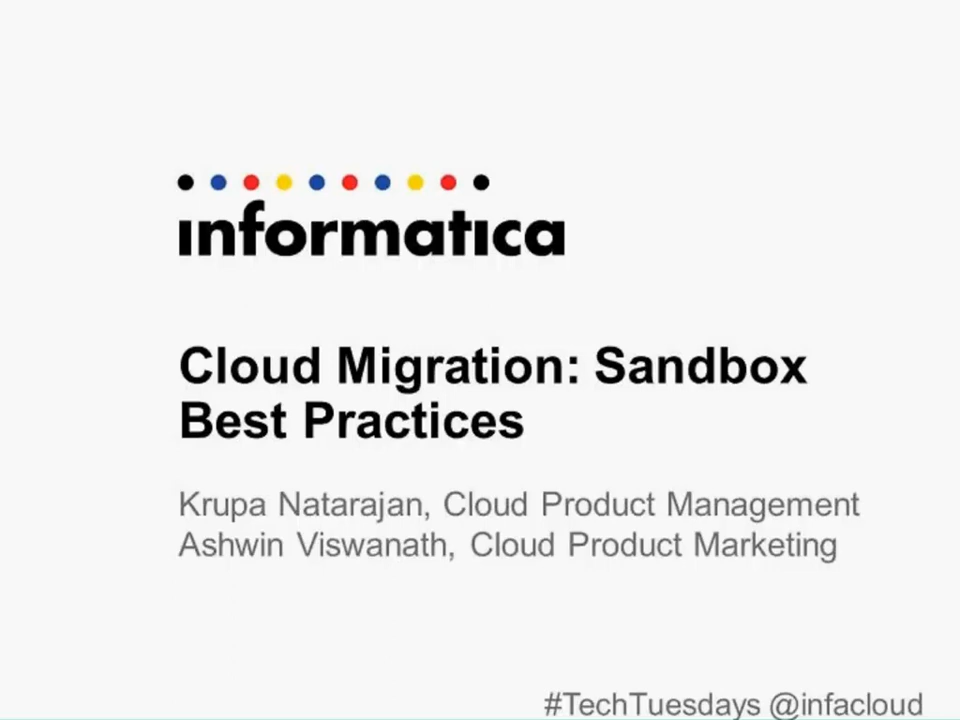 informatica
Cloud Migration: Sandbox
Best Practices
Krupa Natarajan, Cloud Product Management
Ashwin Viswanath, Cloud Product Marketing
#TechTuesdays @infacloud